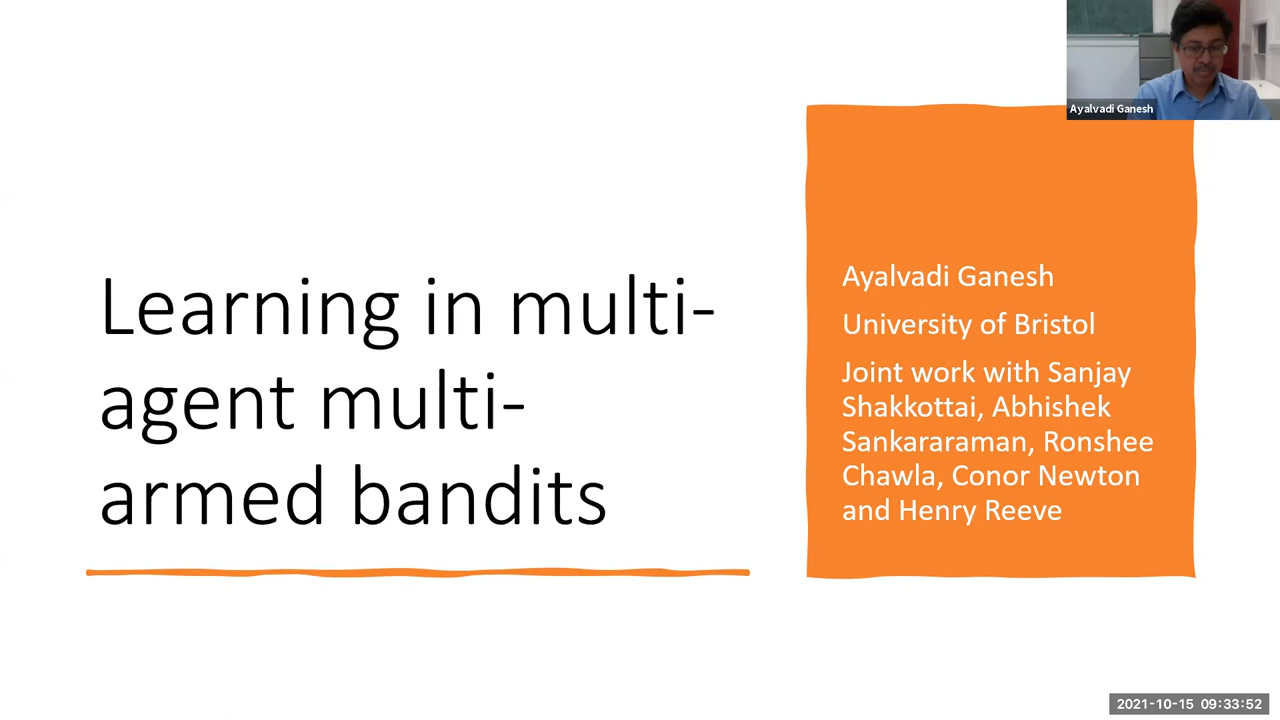 Learning in multi-
agent multi-
armed bandits
Ayalvadi Ganesh
Ayalvadi Ganesh
University of Bristol
Joint work with Sanjay
Shakkottai, Abhishek
Sankararaman, Ronshee
Chawla, Conor Newton
and Henry Reeve
2021-10-15 09:33:52